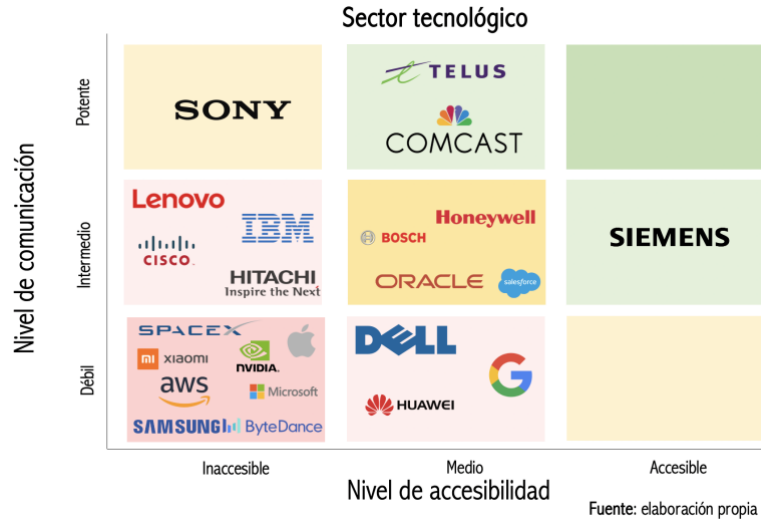 Sector tecnológico
Nivel de comunicación
Potente
SONY
TELUS
COMCAST
Intermedio
Lenovo
IBM
CISCO
HITACHI
Inspire the Next
Honeywell
BOSCH
ORACLE
salesforce
SIEMENS
Débil
SPACEX
mi xiaomi
NVIDIA.
aws
Microsoft
SAMSUNG
ByteDance
DELL
G
HUAWEI
Inaccesible
Medio
Accesible
Nivel de accesibilidad
Fuente: elaboración propia